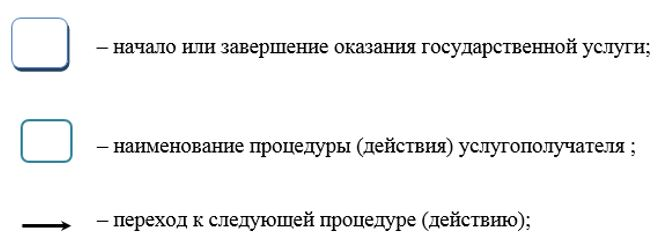 – начало или завершение оказания государственной услуги;
– наименование процедуры (действия) услугополучателя ;
– переход к следующей процедуре (действию);